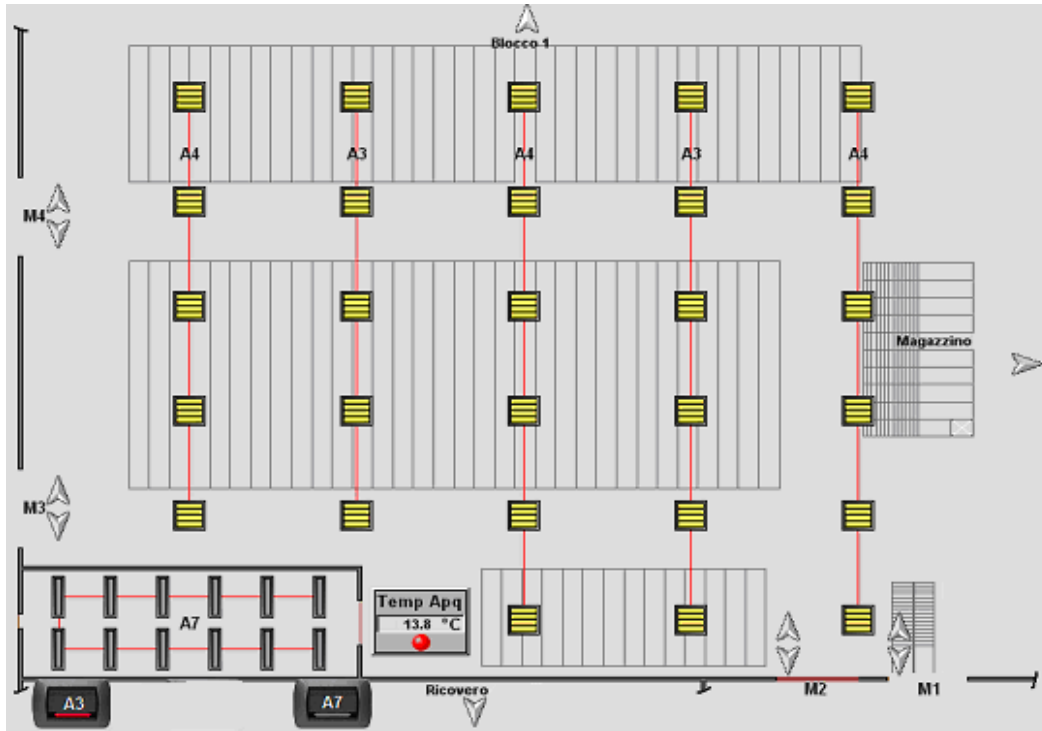 Blocco 1
A4 A3 A4 A3 A4
M4
Magazzino
M3
Temp Apq
13,8 °C
A7
Ricovero
M2 M1
A3 A7